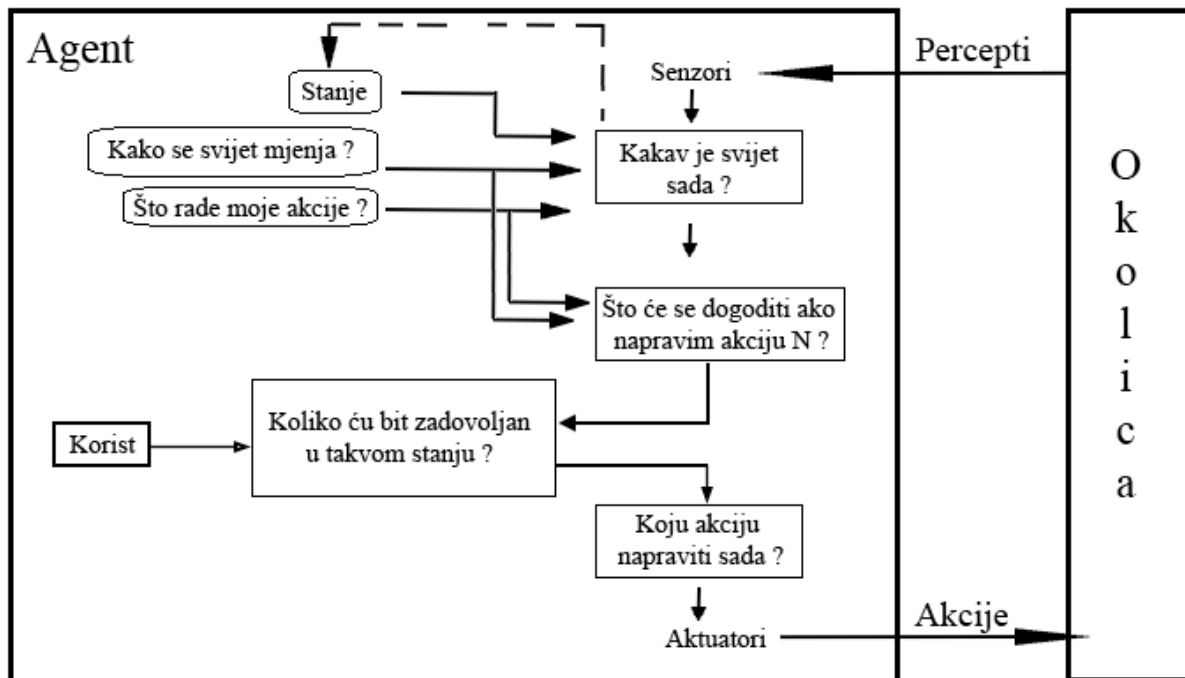 Agent
Percepti
Senzori
Stanje
Kako se svijet mjenja ?
Kakav je svijet
sada ?
Što rade moje akcije ?
Što će se dogoditi ako
napravim akciju N ?
Koliko ću bit zadovoljan
u takvom stanju ?
Korist
Koju akciju
napraviti sada ?
Aktuatori
Akcije
Okolica